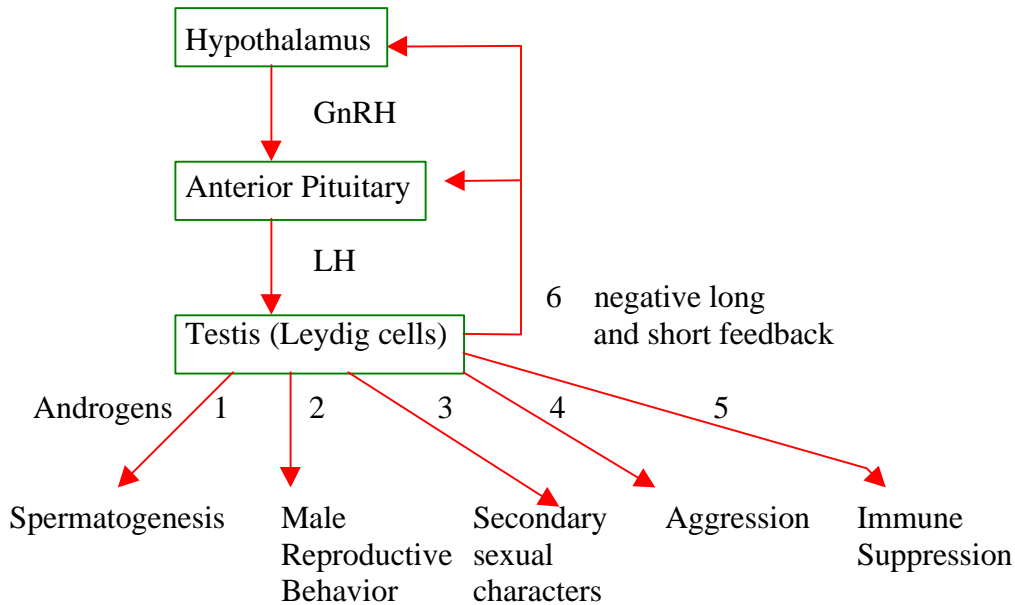 Hypothalamus
GnRH
Anterior Pituitary
LH
6 negative long
and short feedback
Testis (Leydig cells)
Androgens 1 2 3 4 5
Spermatogenesis Male Secondary Aggression Immune
Reproductive sexual Suppression
Behavior characters